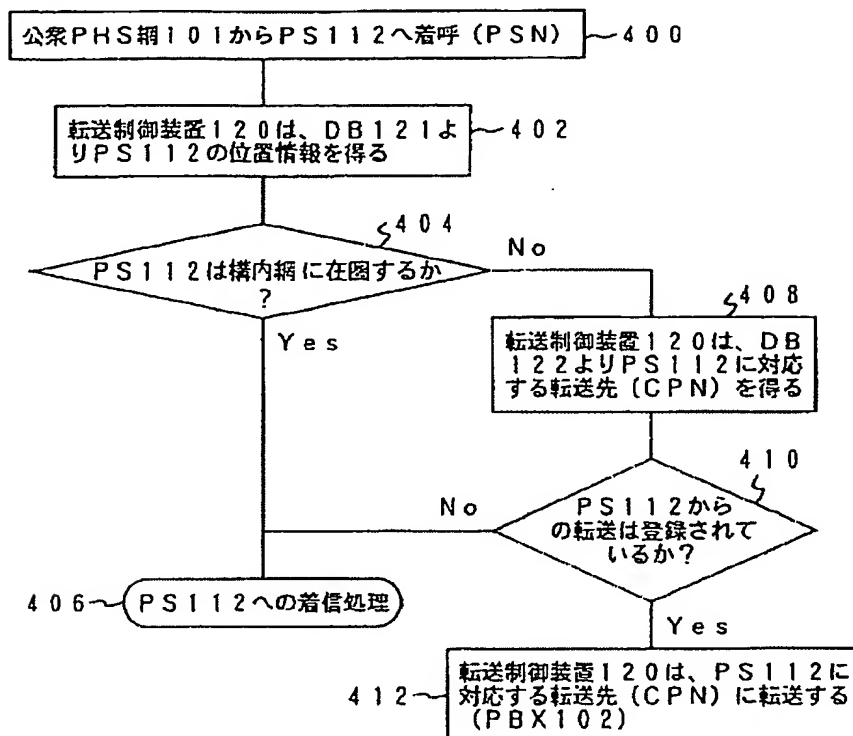 公衆PHS網101からPS112へ着呼（PSN）
400
転送制御装置120は、DB121よ
りPS112の位置情報を得る
402
404
PS112は構内網に在圏するか
？
No
Yes
408
転送制御装置120は、DB
122よりPS112に対応
する転送先（CPN）を得る
410
PS112から
の転送は登録されて
いるか？
No
406
PS112への着信処理
Yes
412
転送制御装置120は、PS112に
対応する転送先（CPN）に転送する
（PBX102）